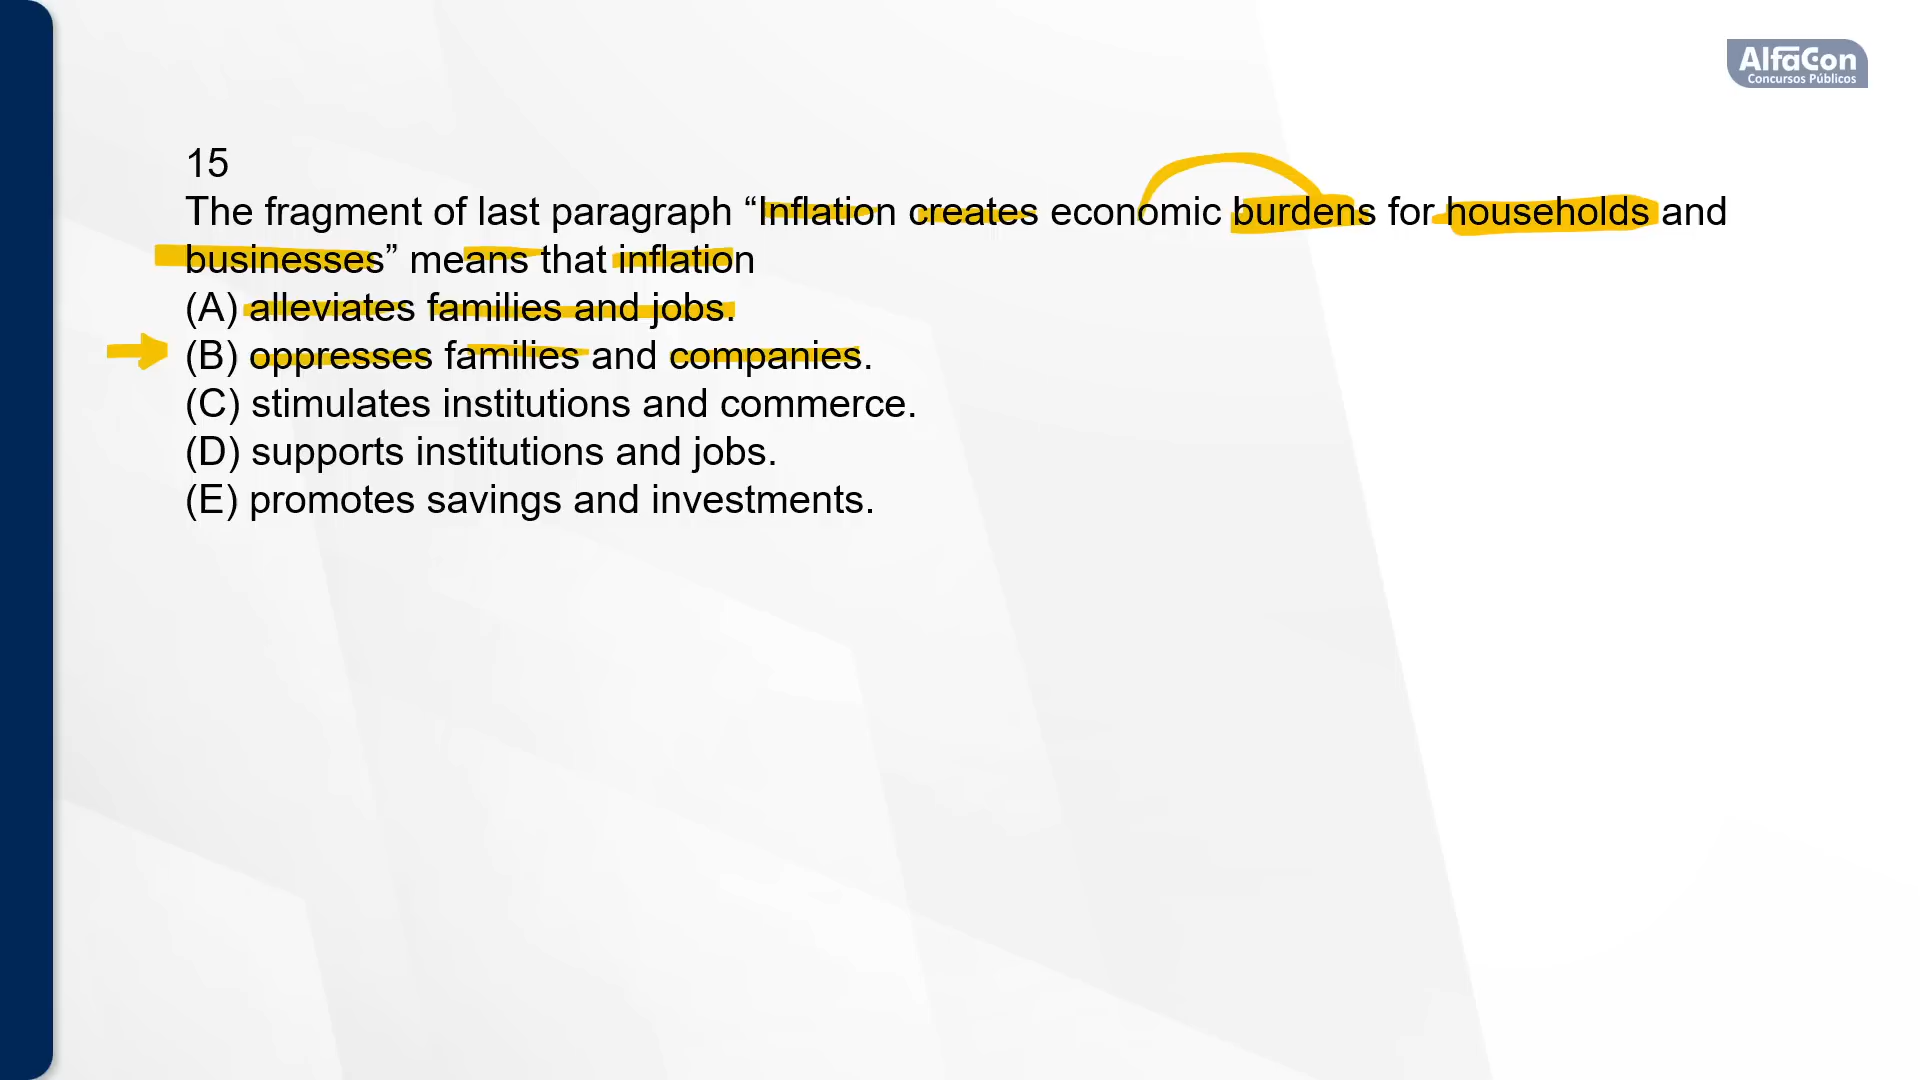 AlfaCon
Concursos Públicos
15
The fragment of last paragraph “Inflation creates economic burdens for households and
businesses” means that inflation
(A) alleviates families and jobs.
(B) oppresses families and companies.
(C) stimulates institutions and commerce.
(D) supports institutions and jobs.
(E) promotes savings and investments.